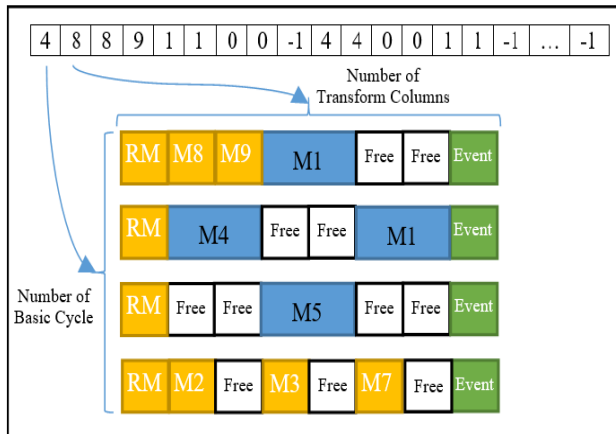 4 8 8 9 1 1 0 0 -1 4 4 0 0 1 1 -1 ... -1
Number of
Transform Columns
RM M8 M9 M1 Free Free Event
RM M4 Free Free M1 Event
Number of
Basic Cycle
RM Free Free M5 Free Free Event
RM M2 Free M3 Free M7 Free Event